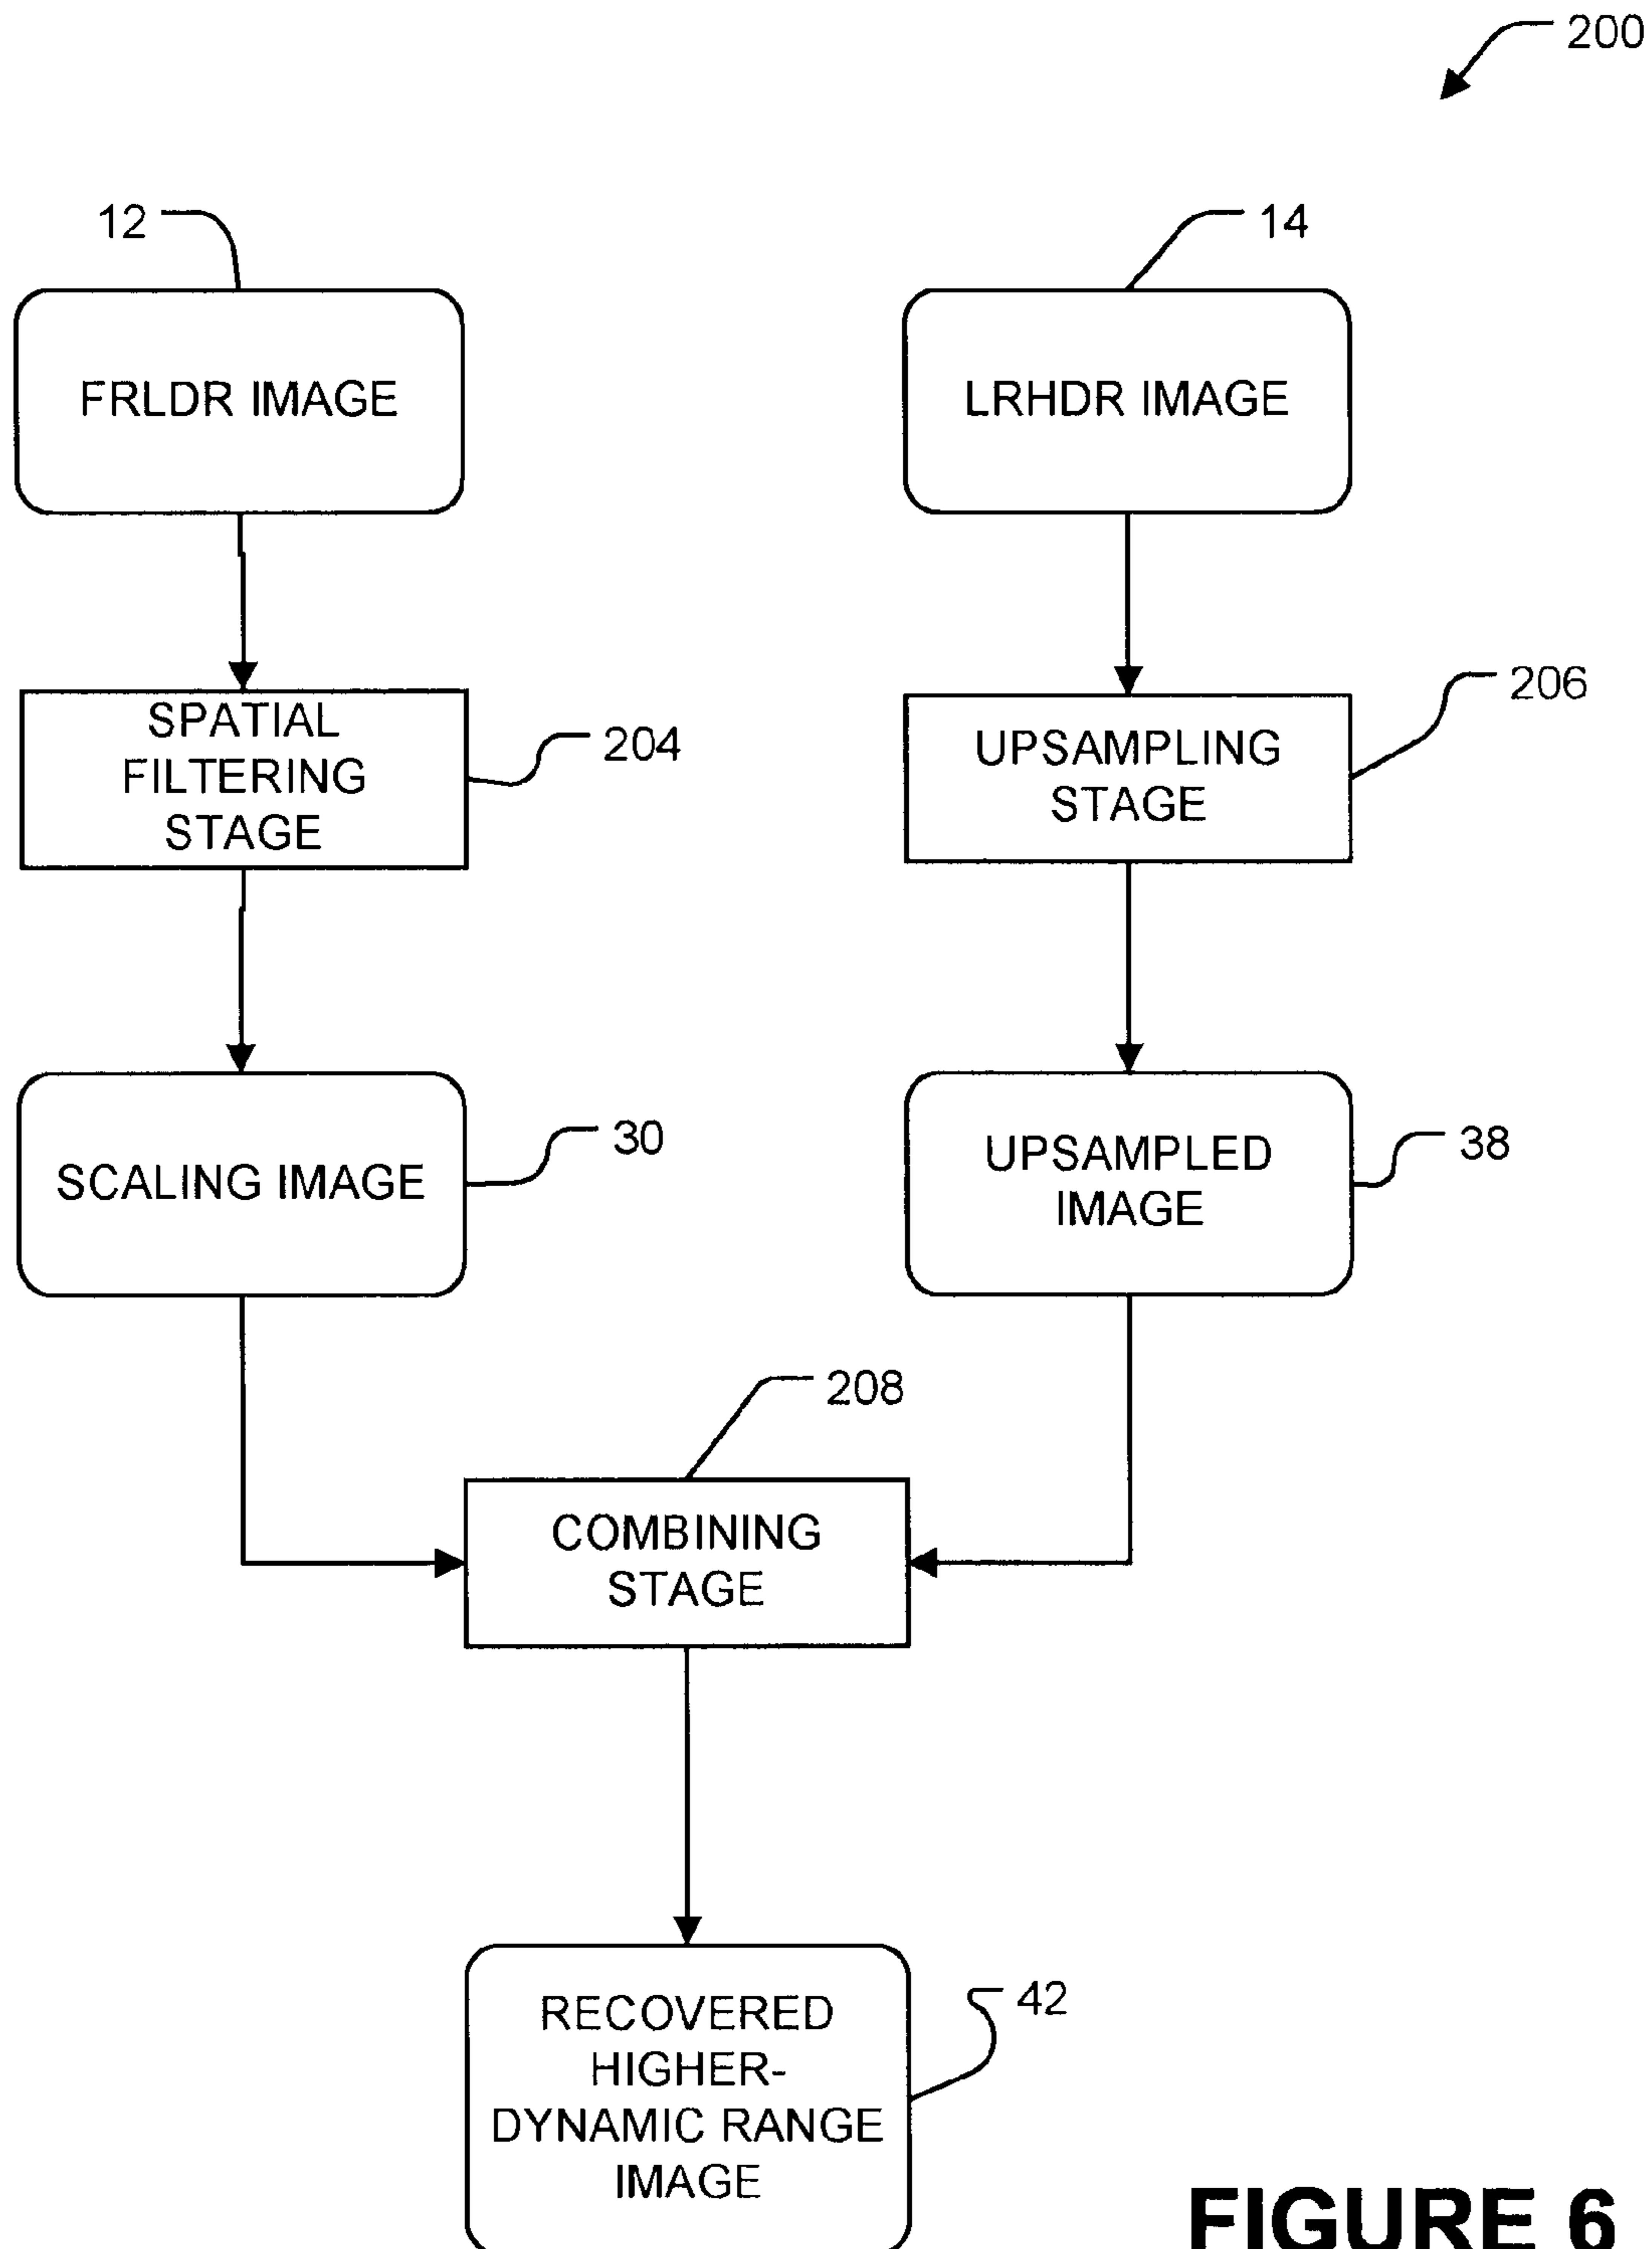 200
12
14
FRLDR IMAGE
LRHDR IMAGE
SPATIAL
FILTERING
STAGE
204
UPSAMPLING
STAGE
206
SCALING IMAGE
30
UPSAMPLED
IMAGE
38
208
COMBINING
STAGE
RECOVERED
HIGHER-
DYNAMIC RANGE
IMAGE
42
FIGURE 6